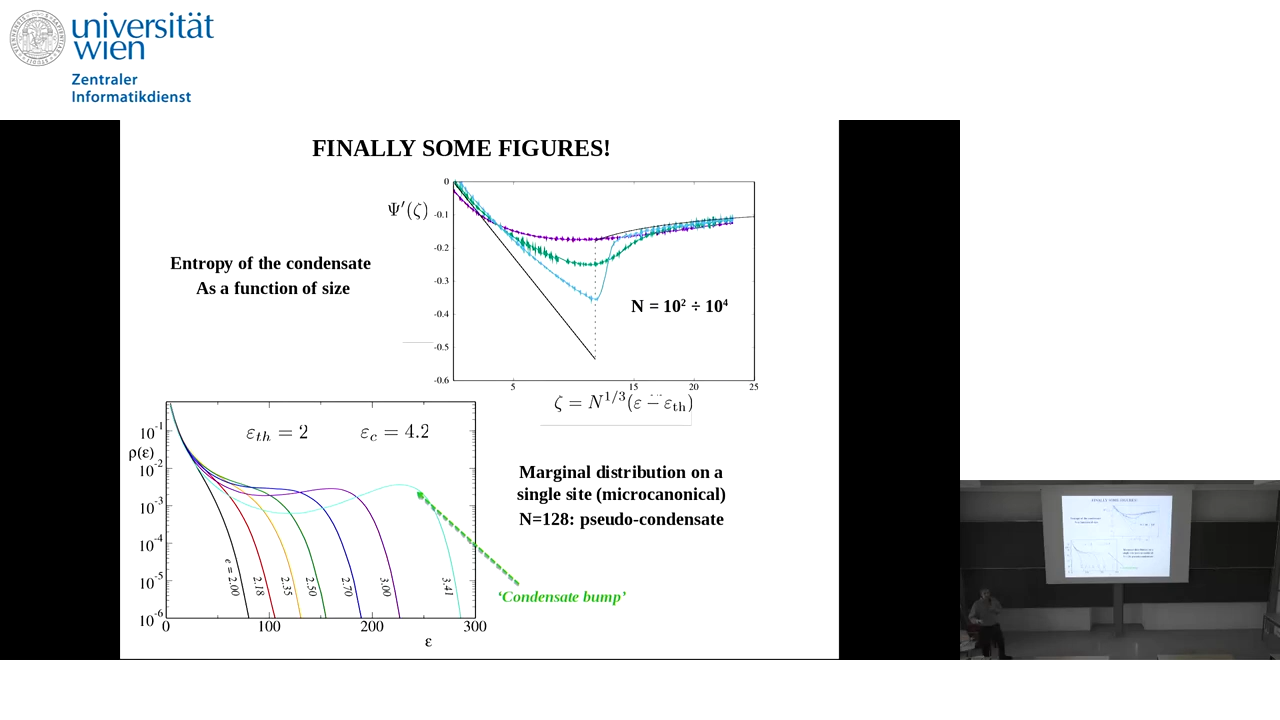 universität
wien
Zentraler
Informatikdienst
FINALLY SOME FIGURES!
Ψ′(ζ)
0
-0.1
-0.2
-0.3
-0.4
-0.5
-0.6
5
15
20
25
N = 10² ÷ 10⁴
ζ = N^{1/3}(ε − ε_th)
Entropy of the condensate
As a function of size
ε_th = 2
ε_c = 4.2
ρ(ε)
10^-1
10^-2
10^-3
10^-4
10^-5
10^-6
e = 2.00
2.18
2.35
2.50
2.70
3.00
3.41
0
100
200
300
ε
Marginal distribution on a
single site (microcanonical)
N=128: pseudo-condensate
‘Condensate bump’
FINALLY SOME FIGURES!